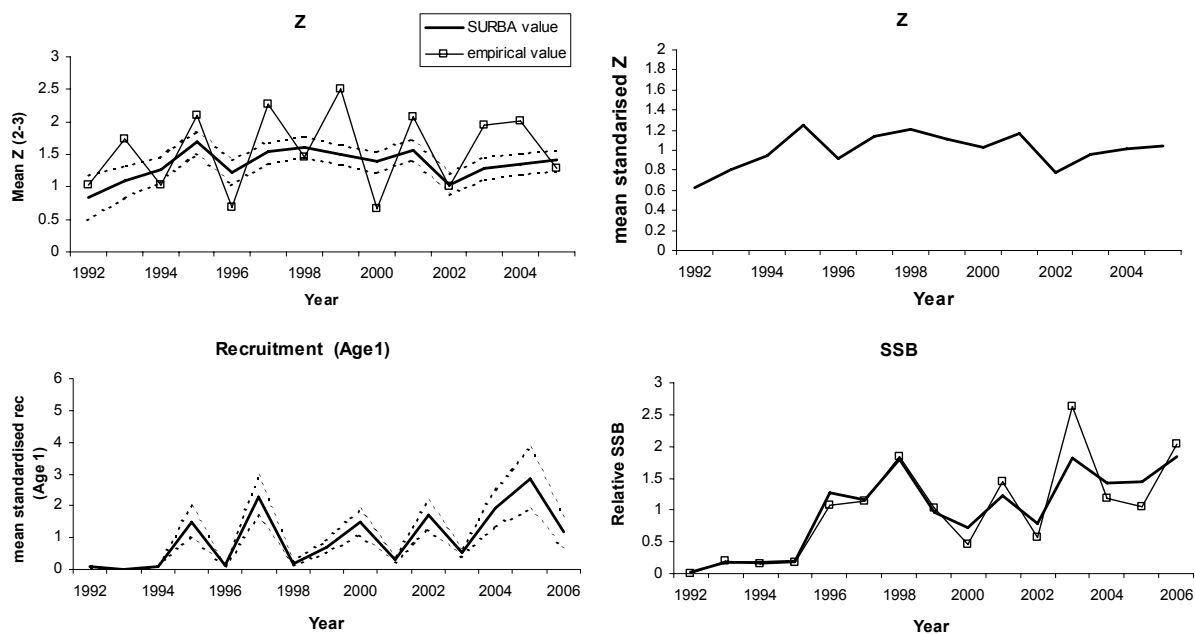 Z
SURBA value
empirical value
Mean Z (2-3)
3
2.5
2
1.5
1
0.5
0
1992 1994 1996 1998 2000 2002 2004
Year
Z
mean standarised Z
2
1.8
1.6
1.4
1.2
1
0.8
0.6
0.4
0.2
0
1992 1994 1996 1998 2000 2002 2004
Year
Recruitment (Age1)
mean standardised rec
(Age 1)
6
5
4
3
2
1
0
1992 1994 1996 1998 2000 2002 2004 2006
Year
SSB
Relative SSB
3
2.5
2
1.5
1
0.5
0
1992 1994 1996 1998 2000 2002 2004 2006
Year